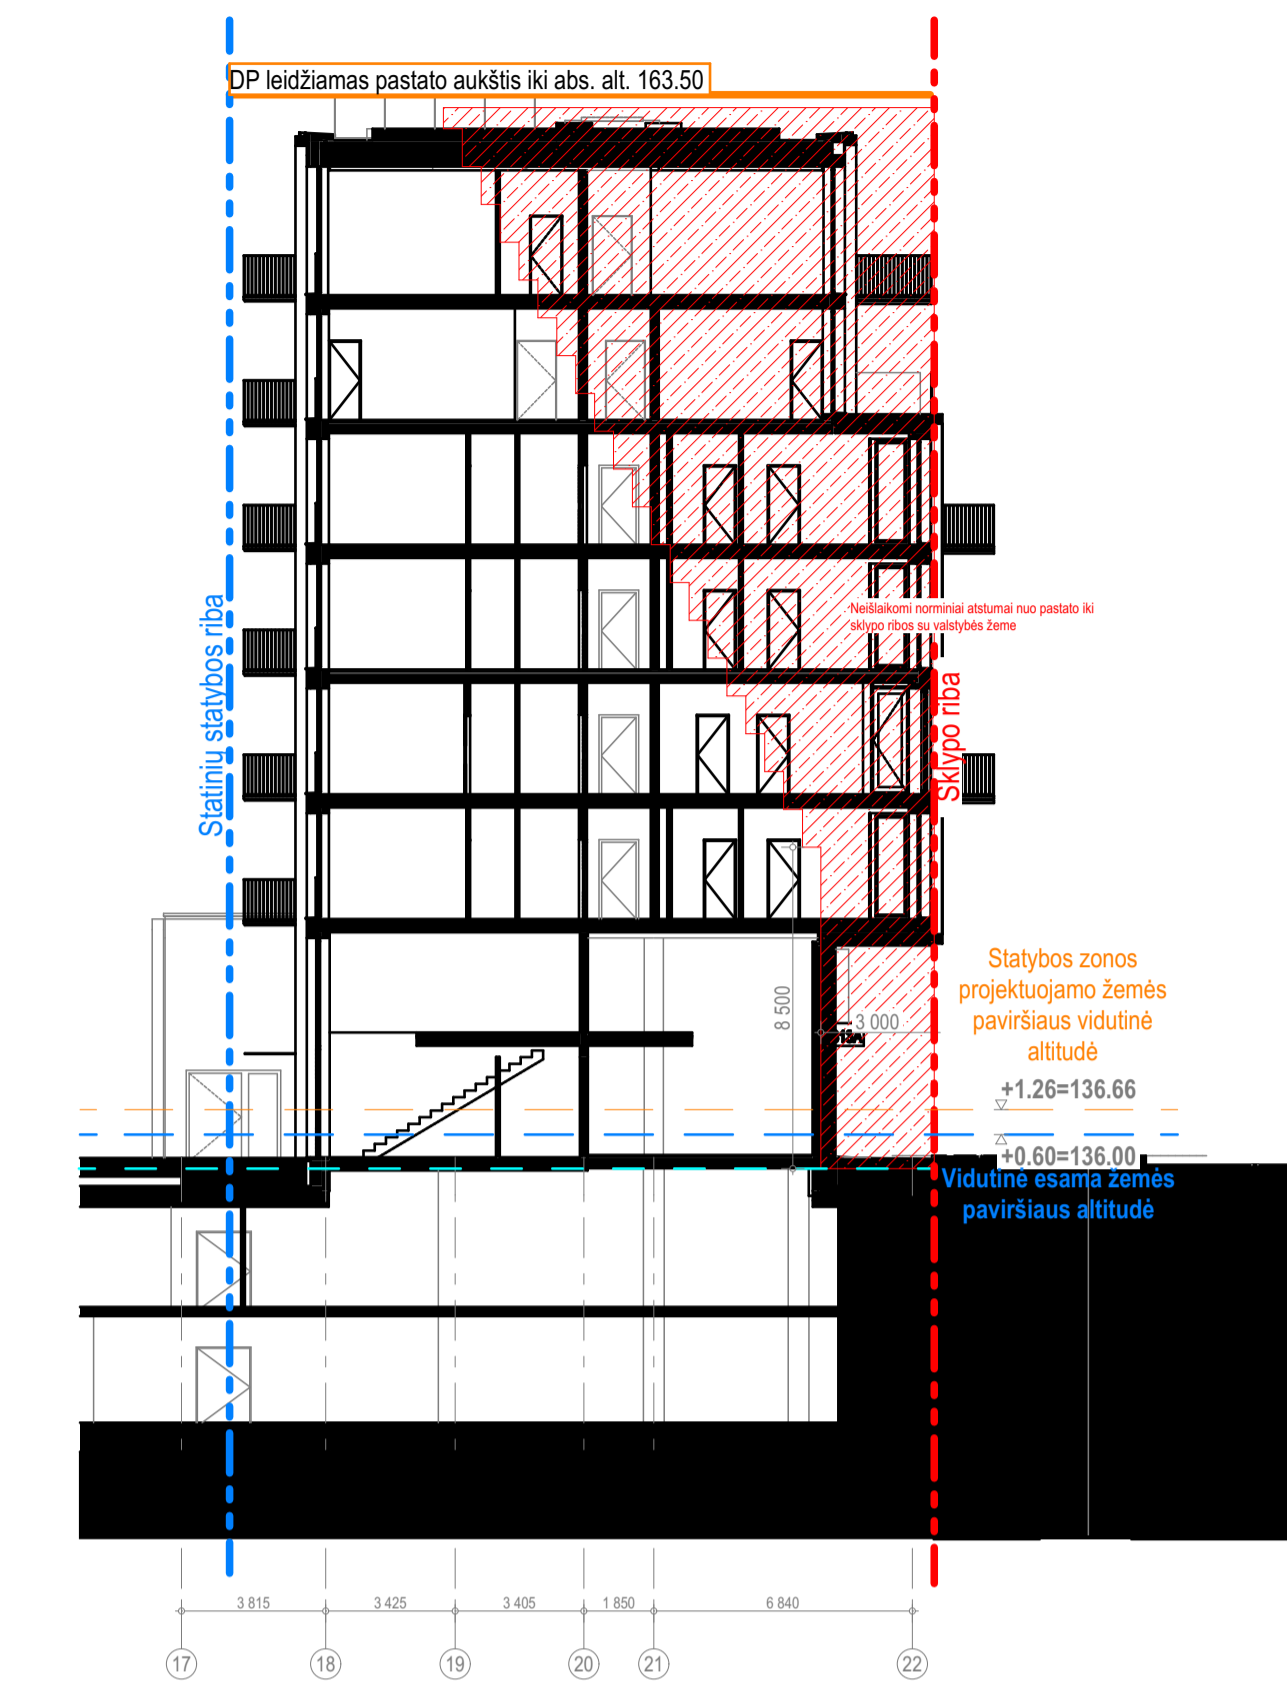 DP leidžiamas pastato aukštis iki abs. alt. 163.50
Statinių statybos riba
Neišlaikomi norminiai atstumai nuo pastato iki
sklypo ribos su valstybės žeme
Sklypo riba
Statybos zonos
projektuojamo žemės
paviršiaus vidutinė
altitudė
8 500
3 000
+1.26=136.66
+0.60=136.00
Vidutinė esama žemės
paviršiaus altitudė
3 815
3 425
3 405
1 850
6 840
17
18
19
20
21
22